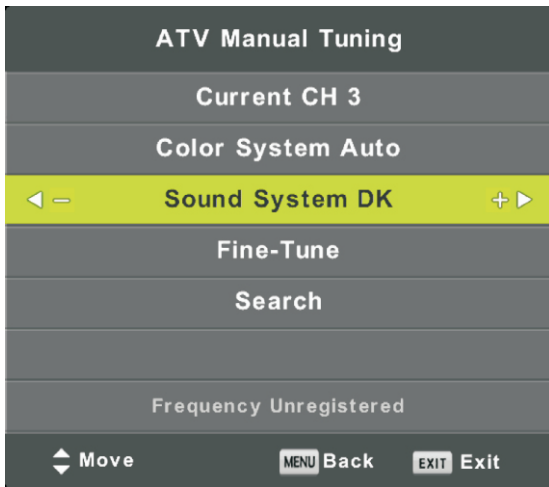 ATV Manual Tuning
Current CH 3
Color System Auto
Sound System DK
Fine-Tune
Search
Frequency Unregistered
Move MENU Back EXIT Exit